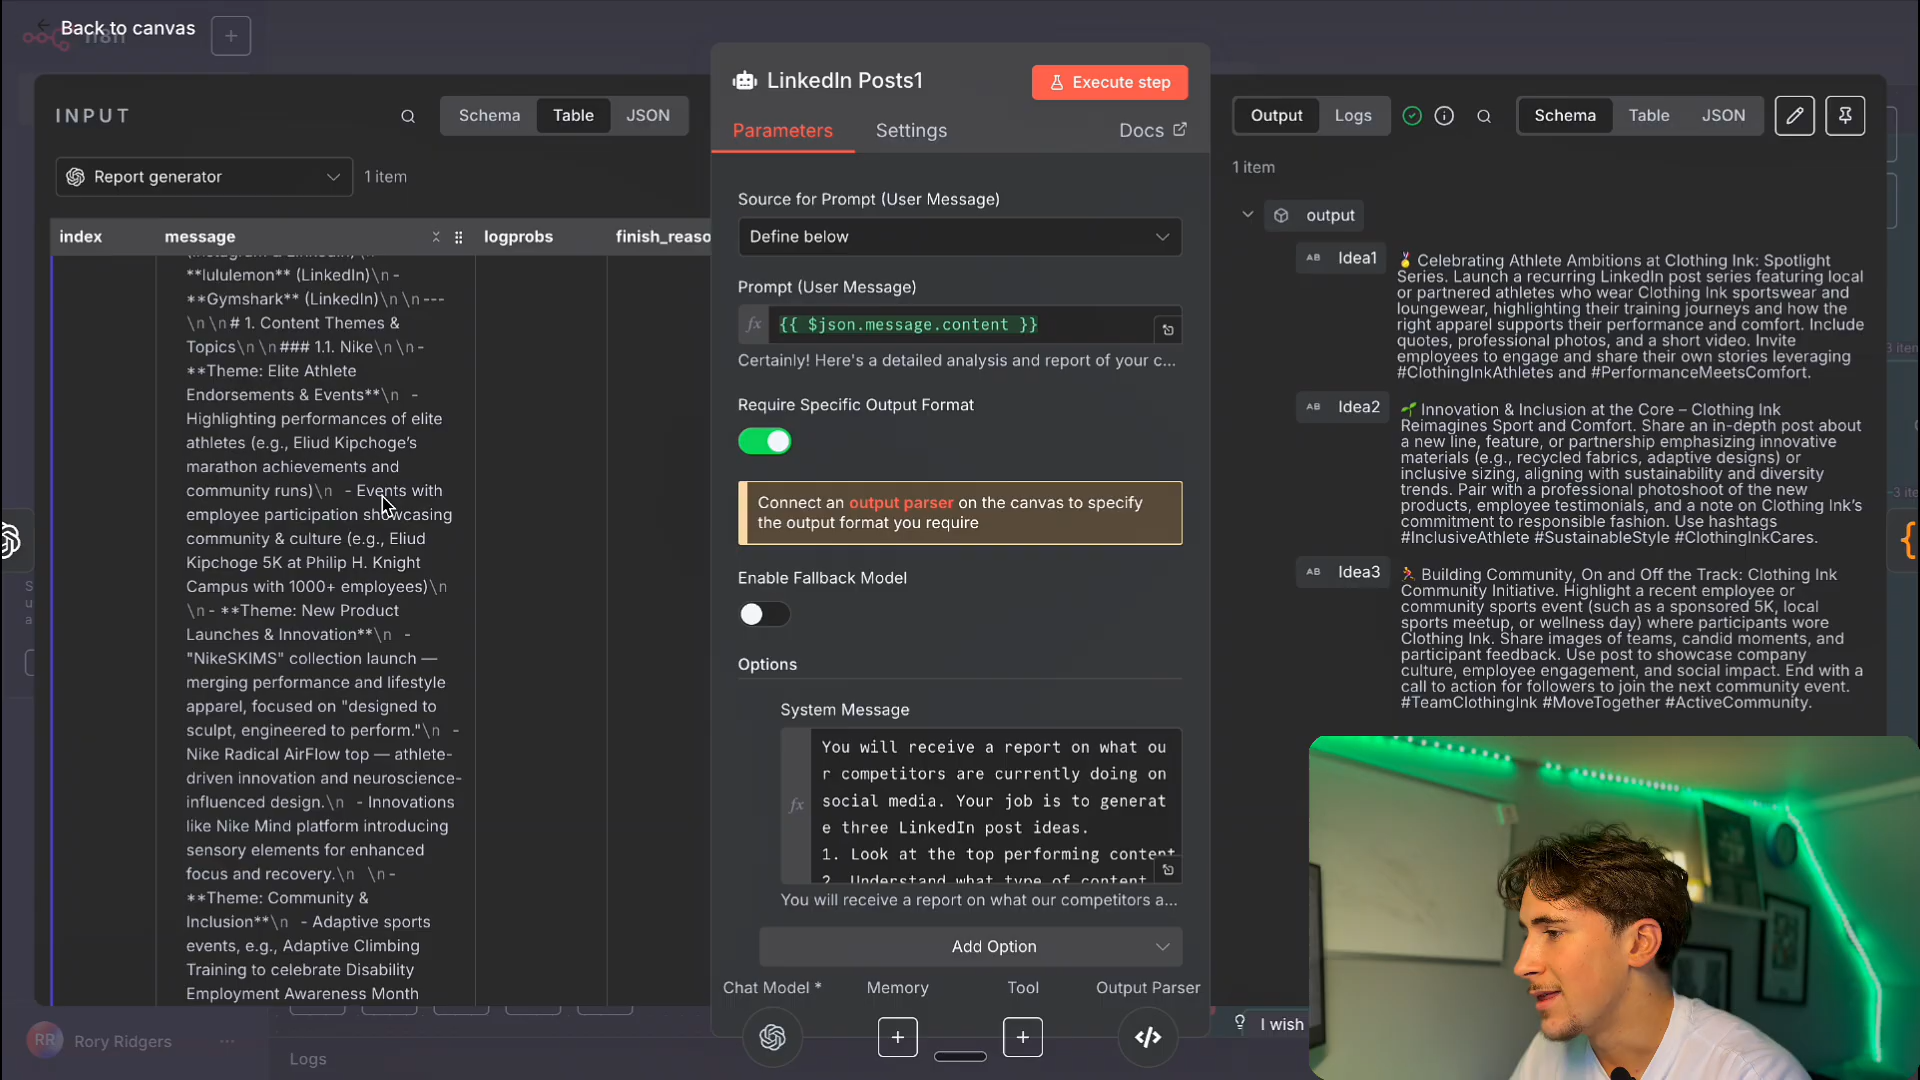 Back to canvas
n8n
INPUT
Schema
Table
JSON
Report generator
1 item
index
message
logprobs
finish_reaso
**lululemon** (LinkedIn)\n -
**Gymshark** (LinkedIn)\n \n---
\n \n # 1. Content Themes &
Topics\n \n ### 1.1. Nike\n \n -
**Theme: Elite Athlete
Endorsements & Events**\n -
Highlighting performances of elite
athletes (e.g., Eliud Kipchoge’s
marathon achievements and
community runs)\n - Events with
employee participation showcasing
community & culture (e.g., Eliud
Kipchoge 5K at Philip H. Knight
Campus with 1000+ employees)\n
\n - **Theme: New Product
Launches & Innovation**\n -
"NikeSKIMS" collection launch —
merging performance and lifestyle
apparel, focused on "designed to
sculpt, engineered to perform."\n -
Nike Radical AirFlow top — athlete-
driven innovation and neuroscience-
influenced design.\n - Innovations
like Nike Mind platform introducing
sensory elements for enhanced
focus and recovery.\n \n -
**Theme: Community &
Inclusion**\n - Adaptive sports
events, e.g., Adaptive Climbing
Training to celebrate Disability
Employment Awareness Month
RR
Rory Ridgers
Logs
LinkedIn Posts1
Execute step
Parameters
Settings
Docs
Source for Prompt (User Message)
Define below
Prompt (User Message)
fx
{{ $json.message.content }}
Certainly! Here's a detailed analysis and report of your c...
Require Specific Output Format
Connect an output parser on the canvas to specify
the output format you require
Enable Fallback Model
Options
System Message
fx
You will receive a report on what ou
r competitors are currently doing on
social media. Your job is to generat
e three LinkedIn post ideas.
1. Look at the top performing content
2. Understand what type of content
You will receive a report on what our competitors a...
Add Option
Chat Model *
Memory
Tool
Output Parser
Output
Logs
Schema
Table
JSON
1 item
output
AB
Idea1
🏅 Celebrating Athlete Ambitions at Clothing Ink: Spotlight
Series. Launch a recurring LinkedIn post series featuring local
or partnered athletes who wear Clothing Ink sportswear and
loungewear, highlighting their training journeys and how the
right apparel supports their performance and comfort. Include
quotes, professional photos, and a short video. Invite
employees to engage and share their own stories leveraging
#ClothingInkAthletes and #PerformanceMeetsComfort.
AB
Idea2
🌱 Innovation & Inclusion at the Core – Clothing Ink
Reimagines Sport and Comfort. Share an in-depth post about
a new line, feature, or partnership emphasizing innovative
materials (e.g., recycled fabrics, adaptive designs) or
inclusive sizing, aligning with sustainability and diversity
trends. Pair with a professional photoshoot of the new
products, employee testimonials, and a note on Clothing Ink’s
commitment to responsible fashion. Use hashtags
#InclusiveAthlete #SustainableStyle #ClothingInkCares.
AB
Idea3
🏃 Building Community, On and Off the Track: Clothing Ink
Community Initiative. Highlight a recent employee or
community sports event (such as a sponsored 5K, local
sports meetup, or wellness day) where participants wore
Clothing Ink. Share images of teams, candid moments, and
participant feedback. Use post to showcase company
culture, employee engagement, and social impact. End with a
call to action for followers to join the next community event.
#TeamClothingInk #MoveTogether #ActiveCommunity.
I wish